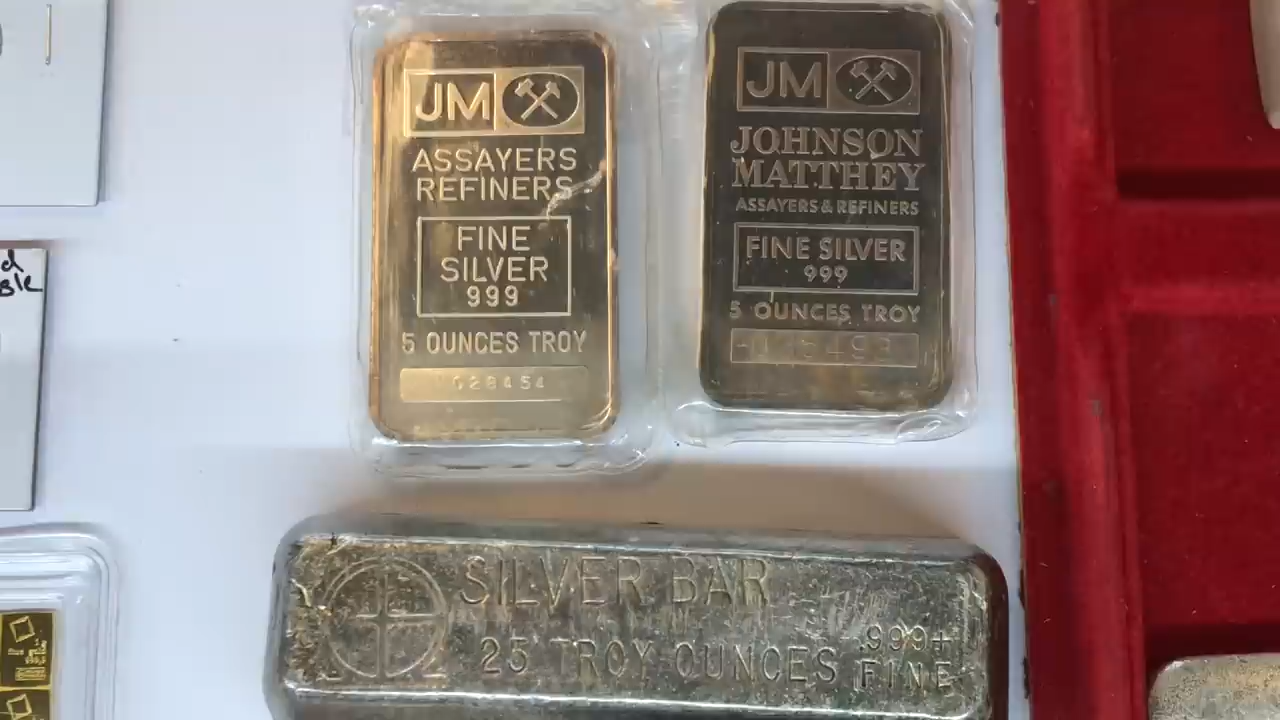 JM
ASSAYERS
REFINERS
FINE
SILVER
999
5 OUNCES TROY
028454
JM
JOHNSON
MATTHEY
ASSAYERS & REFINERS
FINE SILVER
999
5 OUNCES TROY
SILVER BAR
25 TROY OUNCES
.999+
FINE